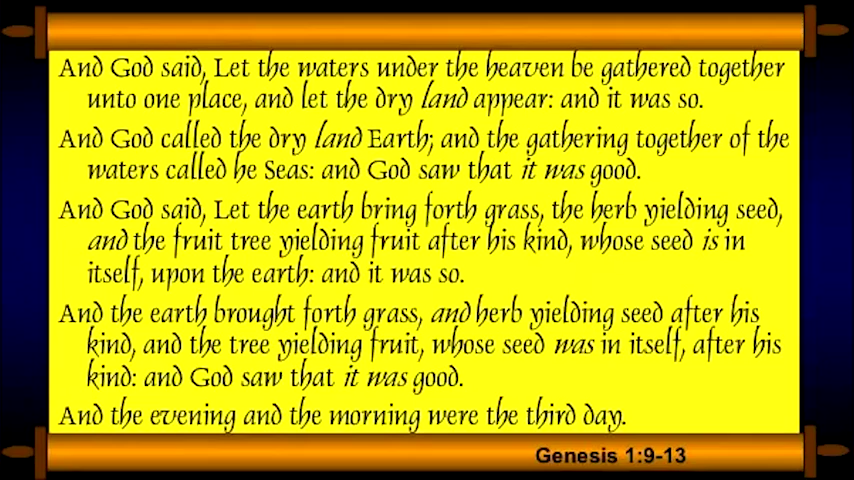 And God said, Let the waters under the heaven be gathered together
unto one place, and let the dry land appear: and it was so.
And God called the dry land Earth; and the gathering together of the
waters called he Seas: and God saw that it was good.
And God said, Let the earth bring forth grass, the herb yielding seed,
and the fruit tree yielding fruit after his kind, whose seed is in
itself, upon the earth: and it was so.
And the earth brought forth grass, and herb yielding seed after his
kind, and the tree yielding fruit, whose seed was in itself, after his
kind: and God saw that it was good.
And the evening and the morning were the third day.
Genesis 1:9-13